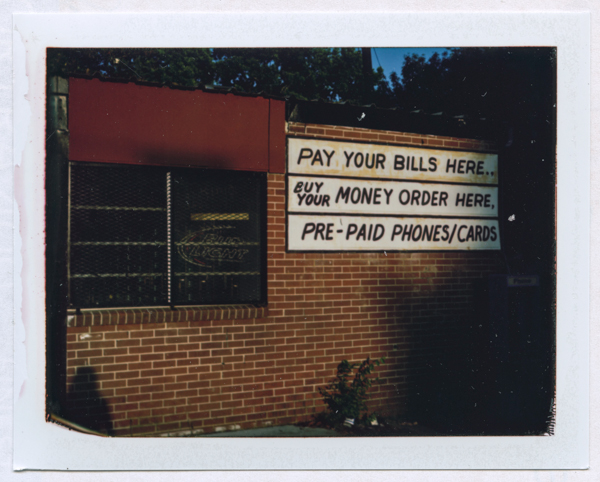 PAY YOUR BILLS HERE..
BUY YOUR MONEY ORDER HERE,
PRE-PAID PHONES/CARDS